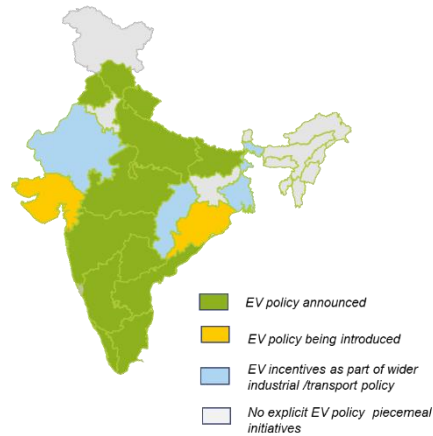 EV policy announced
EV policy being introduced
EV incentives as part of wider
industrial /transport policy
No explicit EV policy piecemeal
initiatives